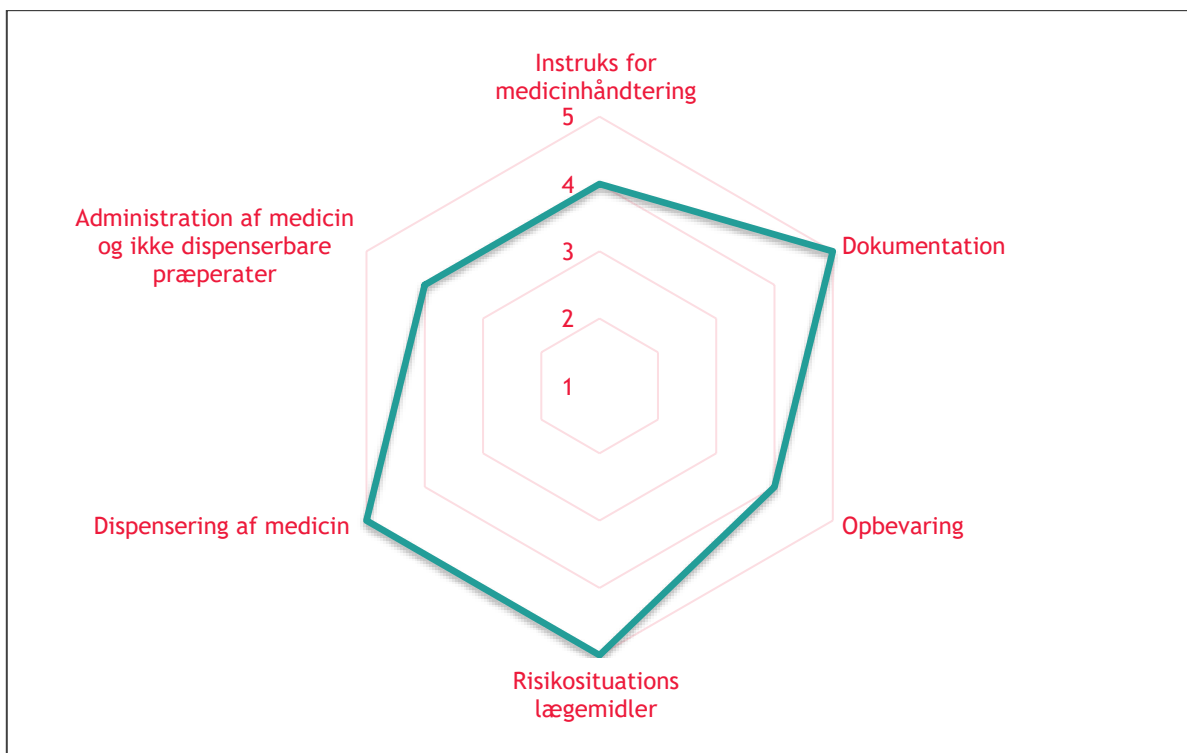 Instruks for
medicinhåndtering
5
4
3
2
1
Administration af medicin
og ikke dispenserbare
præperater
Dokumentation
Dispensering af medicin
Opbevaring
Risikosituations
lægemidler